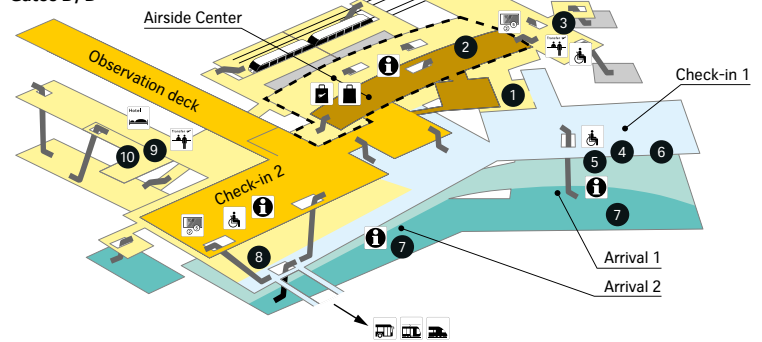 Airside Center
Observation deck
Check-in 1
Check-in 2
Hotel
Transfer
Transfer
Arrival 1
Arrival 2
1
2
3
4
5
6
7
7
8
9
10